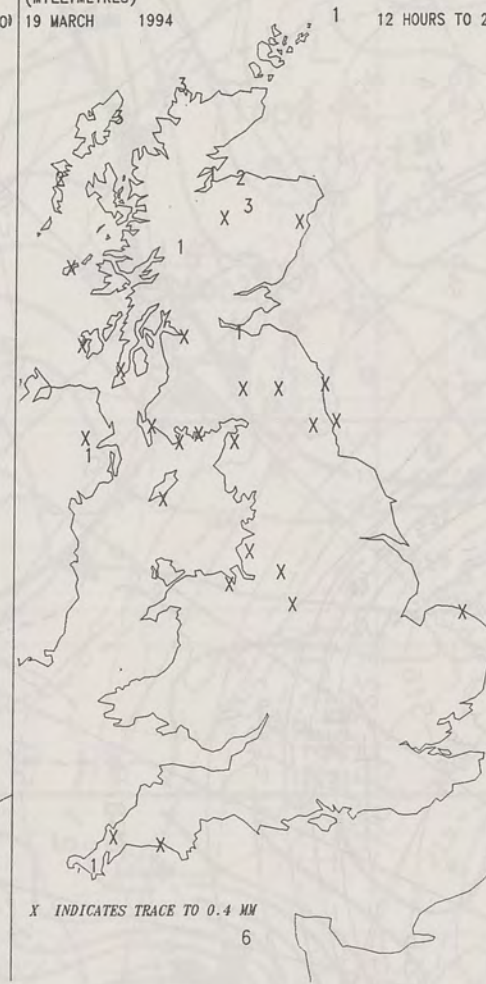 (MILLIMETRES)
19 MARCH 1994 12 HOURS TO 2
1
3
3
2
X 3 X
1
X
X X 1
X
X X X
X X X X X X
X
1
X
X
X
X
X
X
X
1
X INDICATES TRACE TO 0.4 MM
6